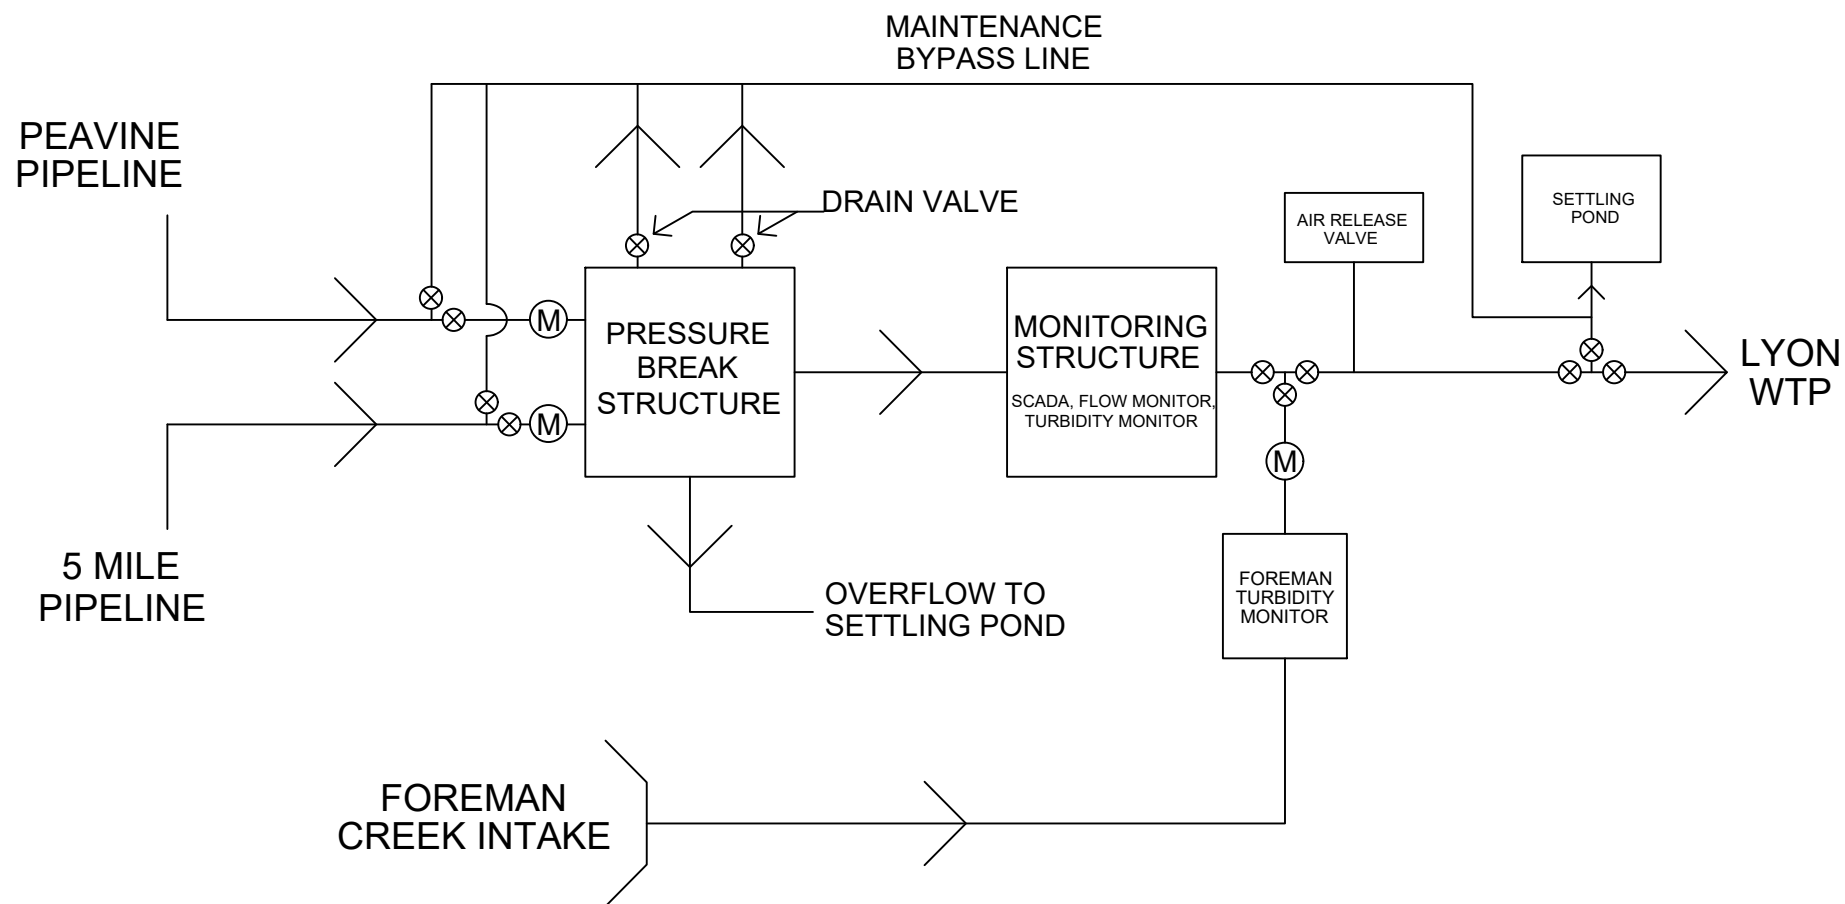 MAINTENANCE
BYPASS LINE
PEAVINE
PIPELINE
DRAIN VALVE
SETTLING
POND
AIR RELEASE
VALVE
M
PRESSURE
BREAK
STRUCTURE
MONITORING
STRUCTURE
SCADA, FLOW MONITOR,
TURBIDITY MONITOR
LYON
WTP
M
M
5 MILE
PIPELINE
OVERFLOW TO
SETTLING POND
FOREMAN
TURBIDITY
MONITOR
FOREMAN
CREEK INTAKE